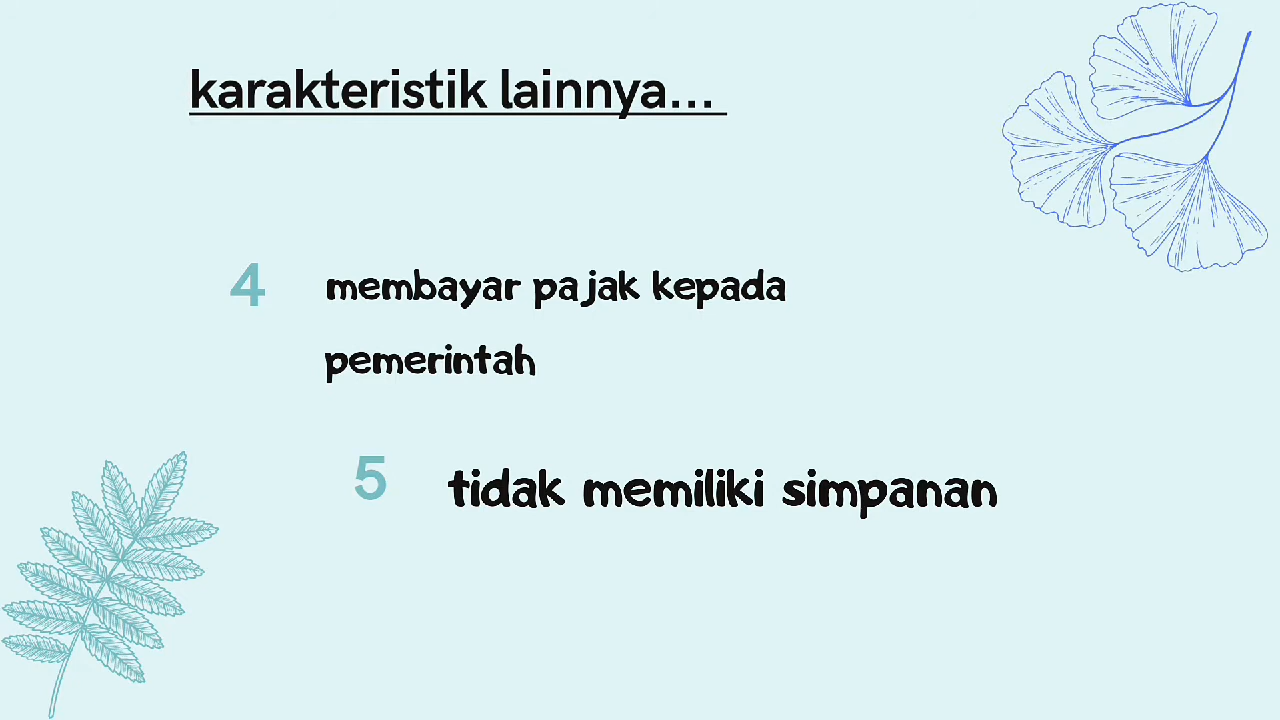 karakteristik lainnya...
4 membayar pajak kepada
pemerintah
5 tidak memiliki simpanan